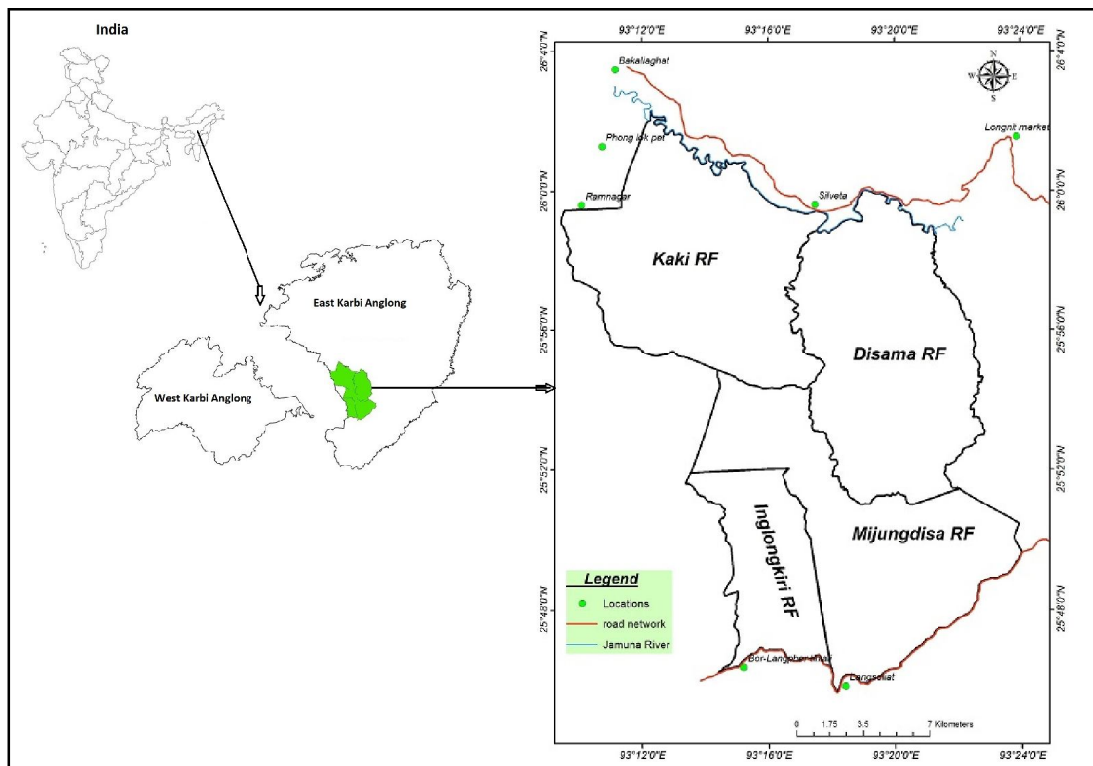 India
East Karbi Anglong
West Karbi Anglong
93°12'0"E 93°16'0"E 93°20'0"E 93°24'0"E
26°4'0"N
26°0'0"N
25°56'0"N
25°52'0"N
25°48'0"N
N
W E
S
Bakaliaghat
Longnit market
Phong lok pet
Ramnagar
Silveta
Kaki RF
Disama RF
Inglongkiri RF
Mijungdisa RF
Legend
Locations
road network
Jamuna River
Bor-Langpher
Langsoliat
0 1.75 3.5 7 Kilometers
26°4'0"N
26°0'0"N
25°56'0"N
25°52'0"N
25°48'0"N
93°12'0"E 93°16'0"E 93°20'0"E 93°24'0"E